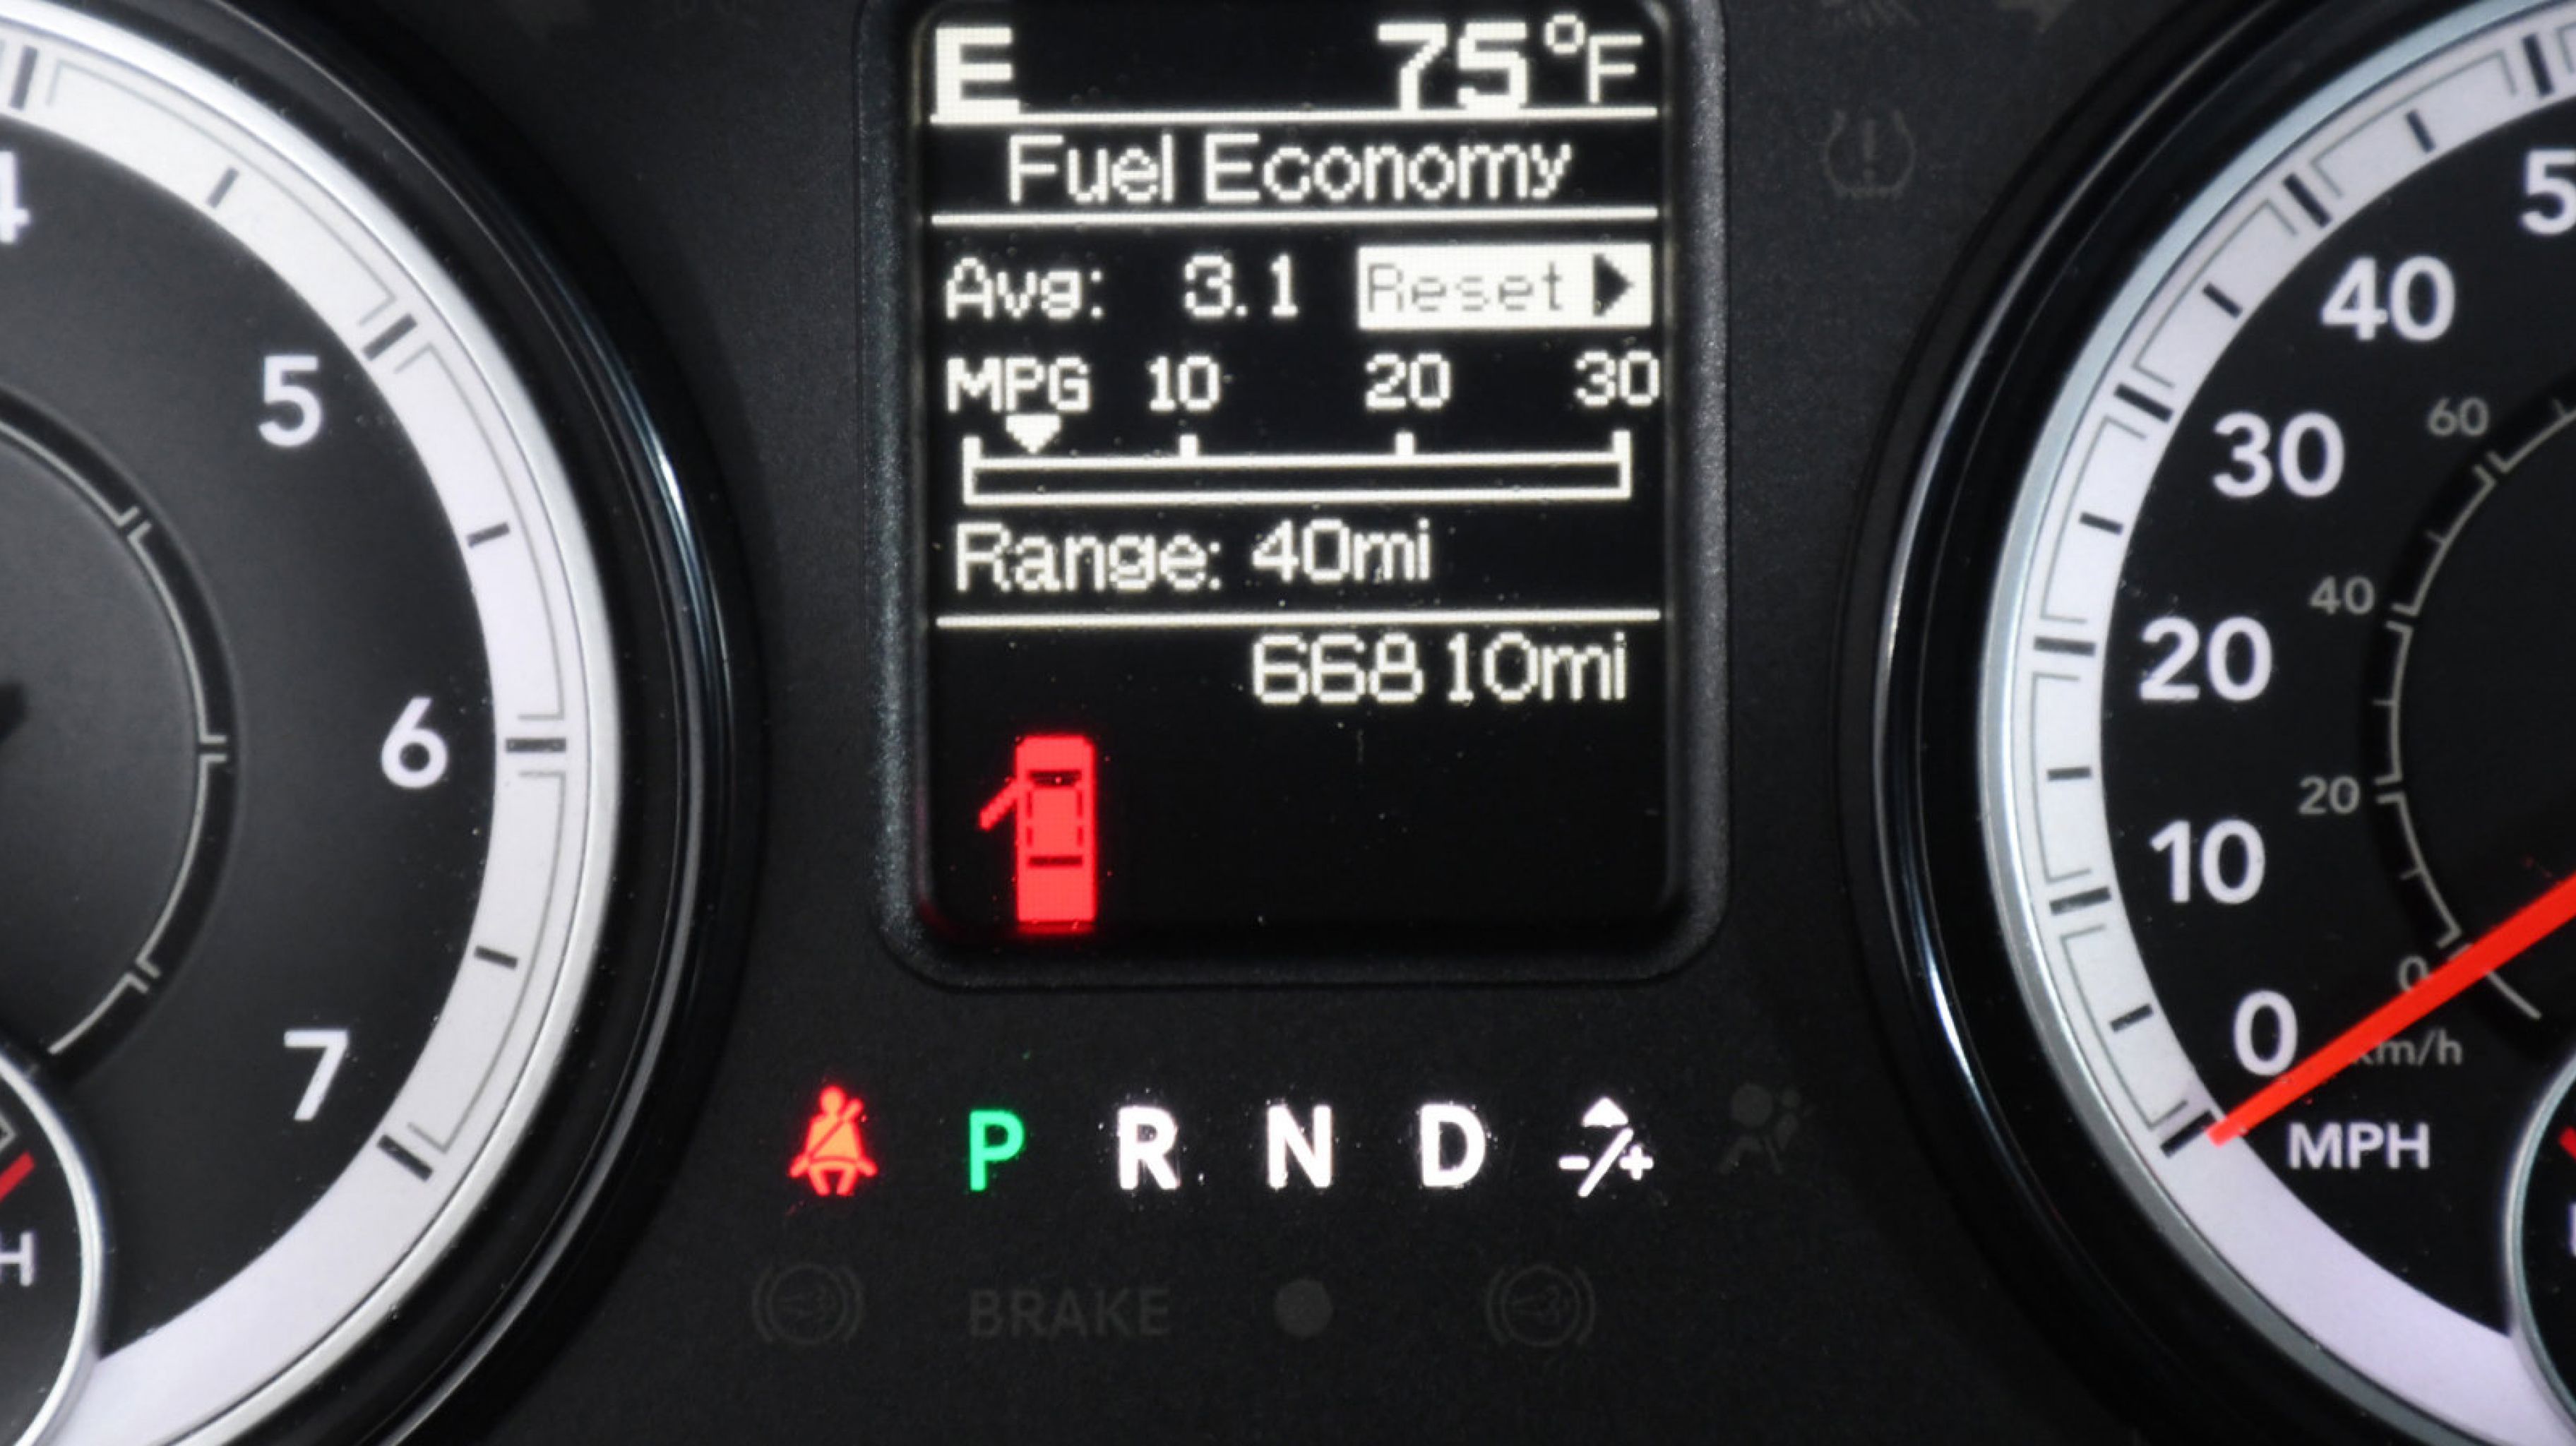 E 75°F
Fuel Economy
Avg: 3.1 Reset
MPG 10 20 30
Range: 40mi
66810mi
P R N D -/+
BRAKE
4
5
6
7
H
5
40
30
20
10
0
MPH
60
40
20
0
km/h